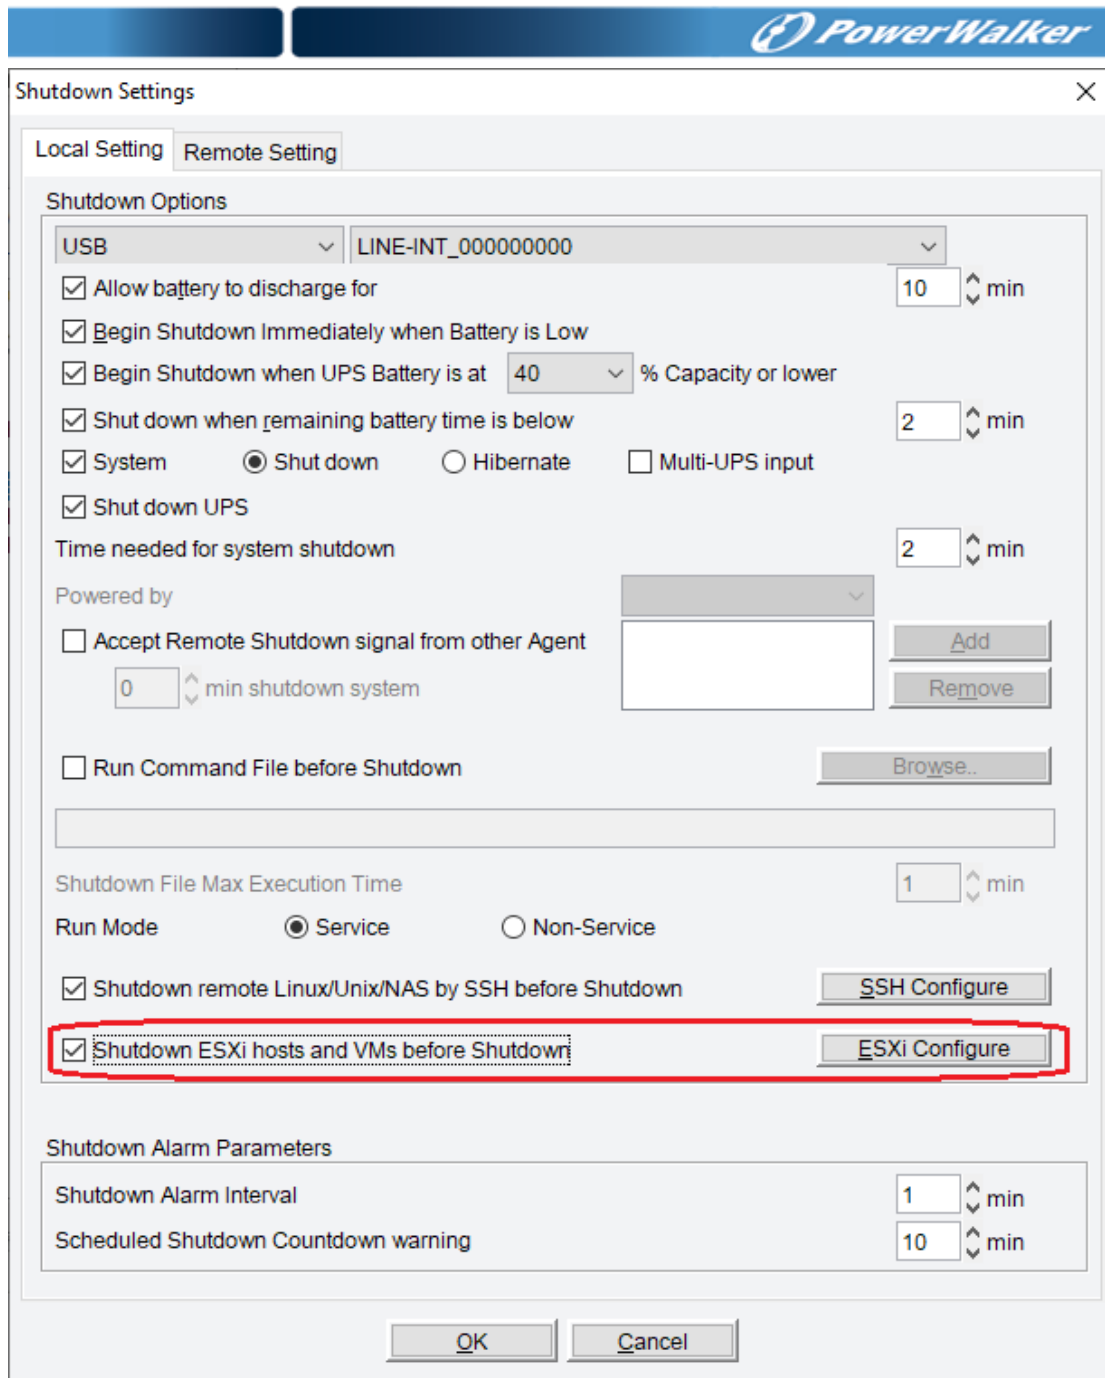 PowerWalker
Shutdown Settings
Local Setting Remote Setting
Shutdown Options
USB LINE-INT_000000000
Allow battery to discharge for 10 min
Begin Shutdown Immediately when Battery is Low
Begin Shutdown when UPS Battery is at 40 % Capacity or lower
Shut down when remaining battery time is below 2 min
System Shut down Hibernate Multi-UPS input
Shut down UPS
Time needed for system shutdown 2 min
Powered by
Accept Remote Shutdown signal from other Agent Add
0 min shutdown system Remove
Run Command File before Shutdown Browse..
Shutdown File Max Execution Time 1 min
Run Mode Service Non-Service
Shutdown remote Linux/Unix/NAS by SSH before Shutdown SSH Configure
Shutdown ESXi hosts and VMs before Shutdown ESXi Configure
Shutdown Alarm Parameters
Shutdown Alarm Interval 1 min
Scheduled Shutdown Countdown warning 10 min
OK Cancel